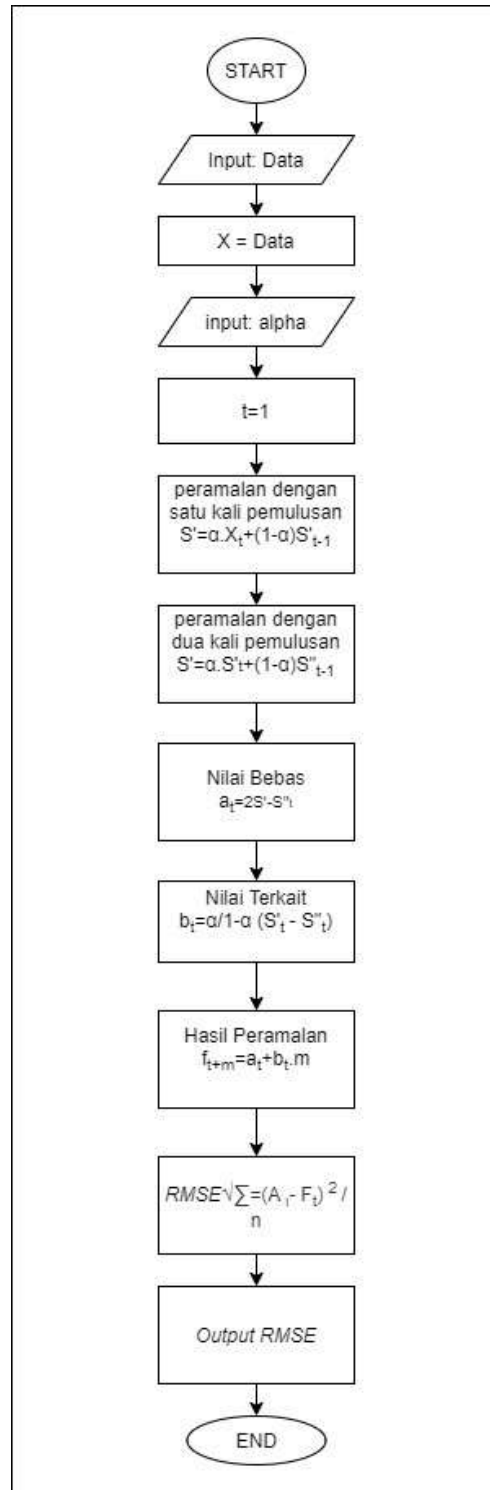 START
Input: Data
X = Data
input: alpha
t=1
peramalan dengan
satu kali pemulusan
S'=α.Xₜ+(1-α)S'ₜ₋₁
peramalan dengan
dua kali pemulusan
S'=α.S't+(1-α)S"ₜ₋₁
Nilai Bebas
aₜ=2S'-S"t
Nilai Terkait
bₜ=α/1-α (S'ₜ - S"ₜ)
Hasil Peramalan
fₜ₊ₘ=aₜ+bₜ.m
RMSE√∑=(A ᵢ- Fₜ) ² /
n
Output RMSE
END